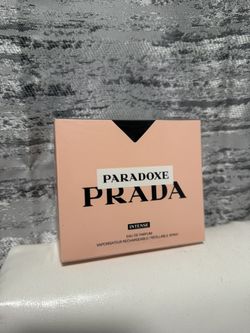 PARADOXE
PRADA
INTENSE
EAU DE PARFUM
VAPORISATEUR RECHARGEABLE / REFILLABLE SPRAY